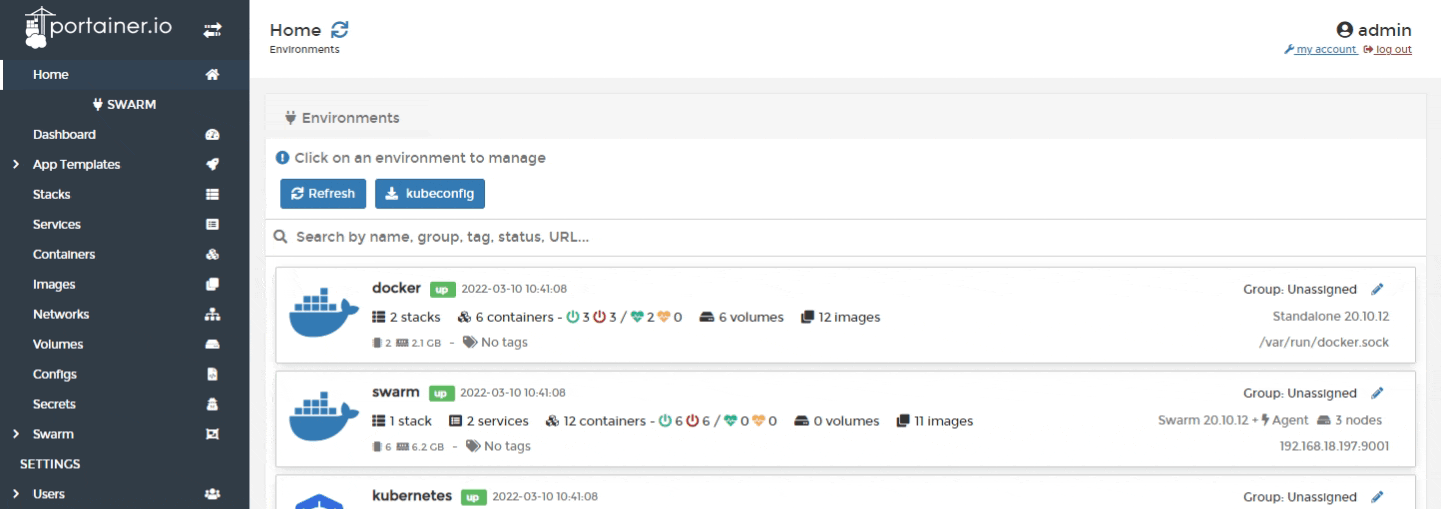 portainer.io
Home
SWARM
Dashboard
App Templates
Stacks
Services
Containers
Images
Networks
Volumes
Configs
Secrets
Swarm
SETTINGS
Users
Home
Environments
admin
my account log out
Environments
Click on an environment to manage
Refresh kubeconfig
Search by name, group, tag, status, URL...
docker up 2022-03-10 10:41:08 Group: Unassigned
2 stacks 6 containers - 3 3 / 2 0 6 volumes 12 images Standalone 20.10.12
2 2.1 GB - No tags /var/run/docker.sock
swarm up 2022-03-10 10:41:08 Group: Unassigned
1 stack 2 services 12 containers - 6 6 / 0 0 0 volumes 11 images Swarm 20.10.12 + Agent 3 nodes
6 6.2 GB - No tags 192.168.18.197:9001
kubernetes up 2022-03-10 10:41:08 Group: Unassigned